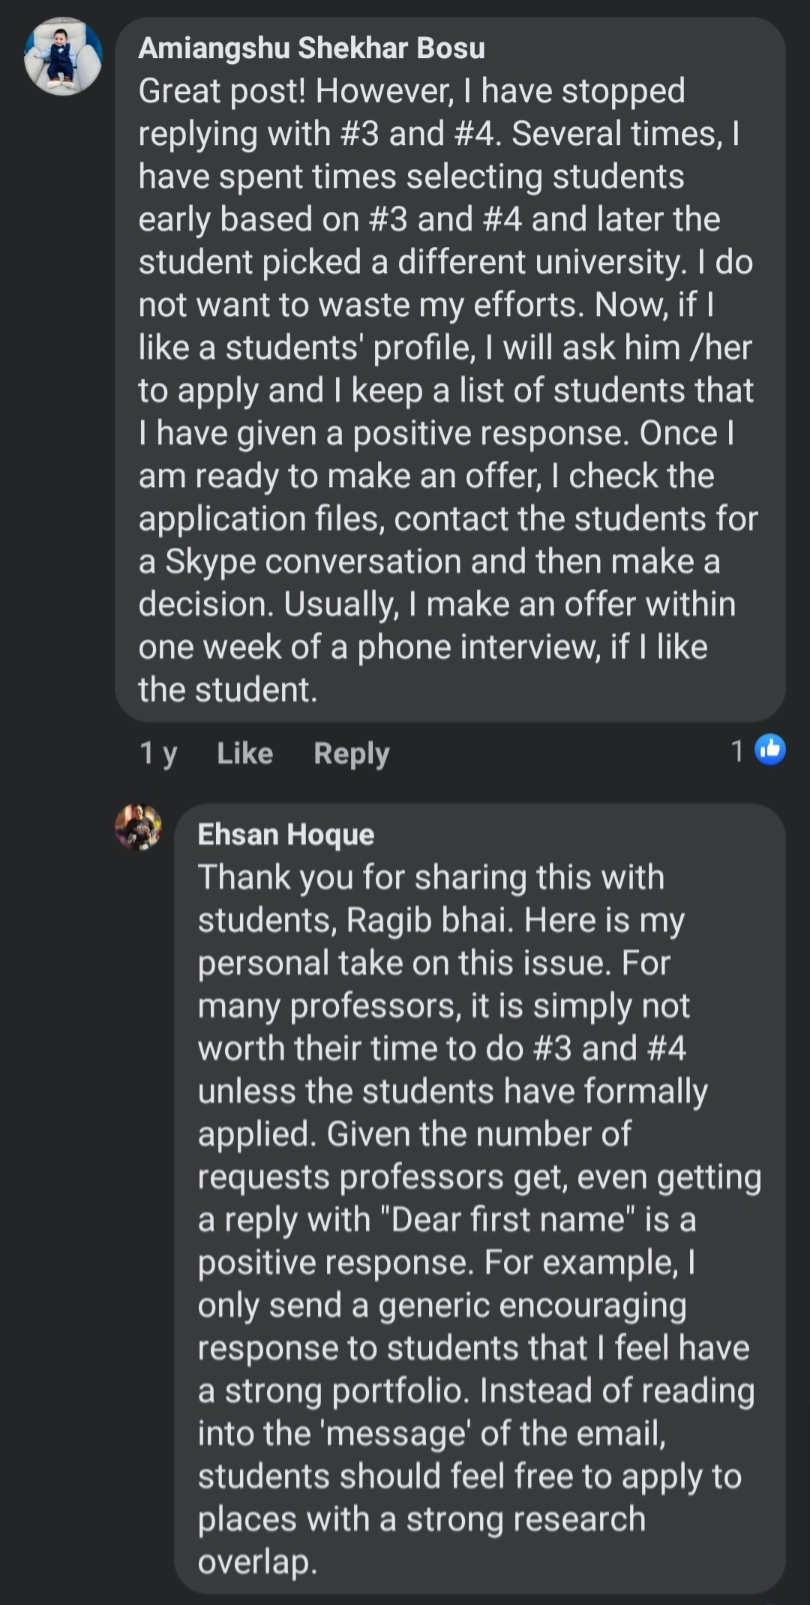 Amiangshu Shekhar Bosu
Great post! However, I have stopped
replying with #3 and #4. Several times, I
have spent times selecting students
early based on #3 and #4 and later the
student picked a different university. I do
not want to waste my efforts. Now, if I
like a students' profile, I will ask him /her
to apply and I keep a list of students that
I have given a positive response. Once I
am ready to make an offer, I check the
application files, contact the students for
a Skype conversation and then make a
decision. Usually, I make an offer within
one week of a phone interview, if I like
the student.
1 y Like Reply 1
Ehsan Hoque
Thank you for sharing this with
students, Ragib bhai. Here is my
personal take on this issue. For
many professors, it is simply not
worth their time to do #3 and #4
unless the students have formally
applied. Given the number of
requests professors get, even getting
a reply with "Dear first name" is a
positive response. For example, I
only send a generic encouraging
response to students that I feel have
a strong portfolio. Instead of reading
into the 'message' of the email,
students should feel free to apply to
places with a strong research
overlap.